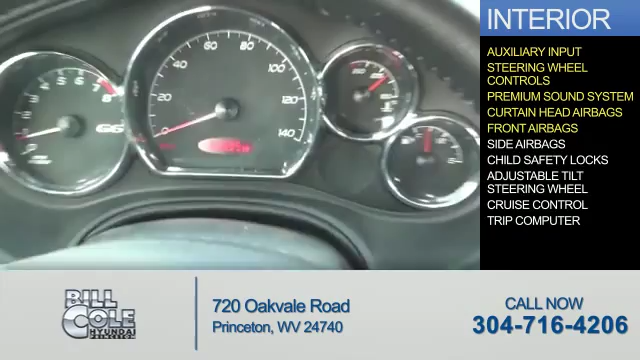 INTERIOR
AUXILIARY INPUT
STEERING WHEEL
CONTROLS
PREMIUM SOUND SYSTEM
CURTAIN HEAD AIRBAGS
FRONT AIRBAGS
SIDE AIRBAGS
CHILD SAFETY LOCKS
ADJUSTABLE TILT
STEERING WHEEL
CRUISE CONTROL
TRIP COMPUTER
20
40
60
80
100
120
140
0
G6
BILL
COLE
HYUNDAI
PRINCETON
720 Oakvale Road
Princeton, WV 24740
CALL NOW
304-716-4206